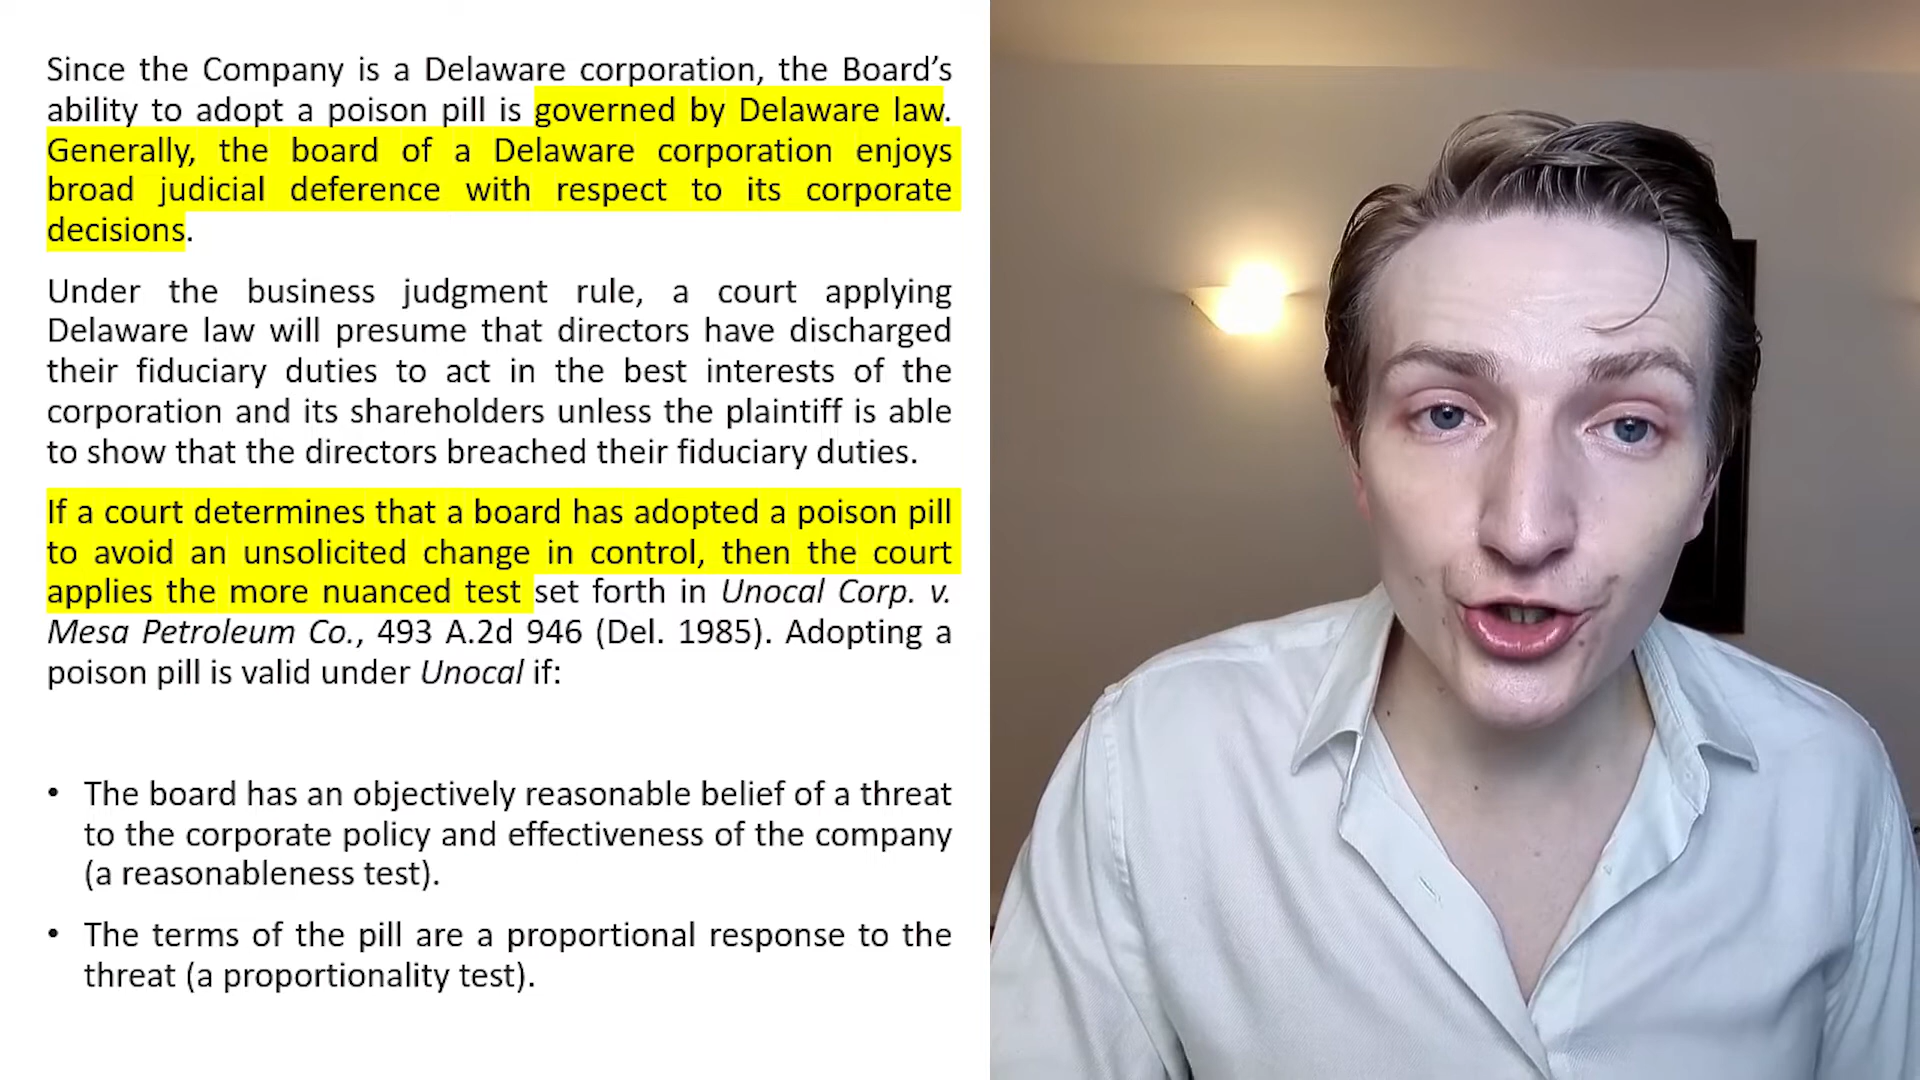 Since the Company is a Delaware corporation, the Board’s
ability to adopt a poison pill is governed by Delaware law.
Generally, the board of a Delaware corporation enjoys
broad judicial deference with respect to its corporate
decisions.
Under the business judgment rule, a court applying
Delaware law will presume that directors have discharged
their fiduciary duties to act in the best interests of the
corporation and its shareholders unless the plaintiff is able
to show that the directors breached their fiduciary duties.
If a court determines that a board has adopted a poison pill
to avoid an unsolicited change in control, then the court
applies the more nuanced test set forth in Unocal Corp. v.
Mesa Petroleum Co., 493 A.2d 946 (Del. 1985). Adopting a
poison pill is valid under Unocal if:
• The board has an objectively reasonable belief of a threat
to the corporate policy and effectiveness of the company
(a reasonableness test).
• The terms of the pill are a proportional response to the
threat (a proportionality test).